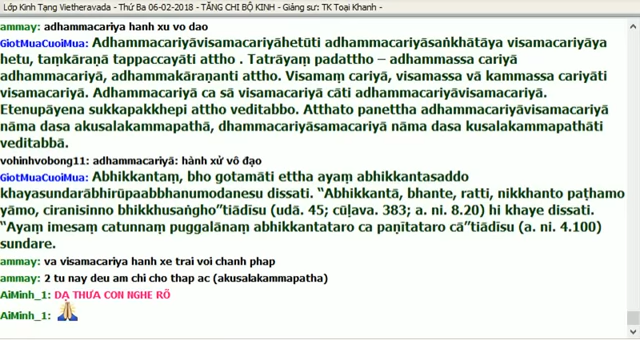 Lớp Kinh Tạng Vietheravada - Thứ Ba 06-02-2018 - TĂNG CHI BỘ KINH - Giảng sư: TK Toại Khanh -
ammay: adhammacariya hanh xu vo dao
GiotMuaCuoiMua: Adhammacariyāvisamacariyāhetūti adhammacariyāsaṅkhātāya visamacariyāya
hetu, taṃkāraṇā tappaccayāti attho . Tatrāyaṃ padattho – adhammassa cariyā
adhammacariyā, adhammakāraṇanti attho. Visamaṃ cariyā, visamassa vā kammassa cariyāti
visamacariyā. Adhammacariyā ca sā visamacariyā cāti adhammacariyāvisamacariyā.
Etenupāyena sukkapakkhepi attho veditabbo. Atthato panettha adhammacariyāvisamacariyā
nāma dasa akusalakammapathā, dhammacariyāsamacariyā nāma dasa kusalakammapathāti
veditabbā.
vohinhvobong11: adhammacariyā: hành xử vô đạo
GiotMuaCuoiMua: Abhikkantaṃ, bho gotamāti ettha ayaṃ abhikkantasaddo
khayasundarābhirūpaabbhanumodanesu dissati. “Abhikkantā, bhante, ratti, nikkhanto paṭhamo
yāmo, ciranisinno bhikkhusaṅgho”tiādīsu (udā. 45; cūḷava. 383; a. ni. 8.20) hi khaye dissati.
“Ayaṃ imesaṃ catunnaṃ puggalānaṃ abhikkantataro ca paṇītataro cā”tiādīsu (a. ni. 4.100)
sundare.
ammay: va visamacariya hanh xe trai voi chanh phap
ammay: 2 tu nay deu am chi cho thap ac (akusalakammapatha)
AiMinh_1: DẠ THƯA CON NGHE RÕ
AiMinh_1: